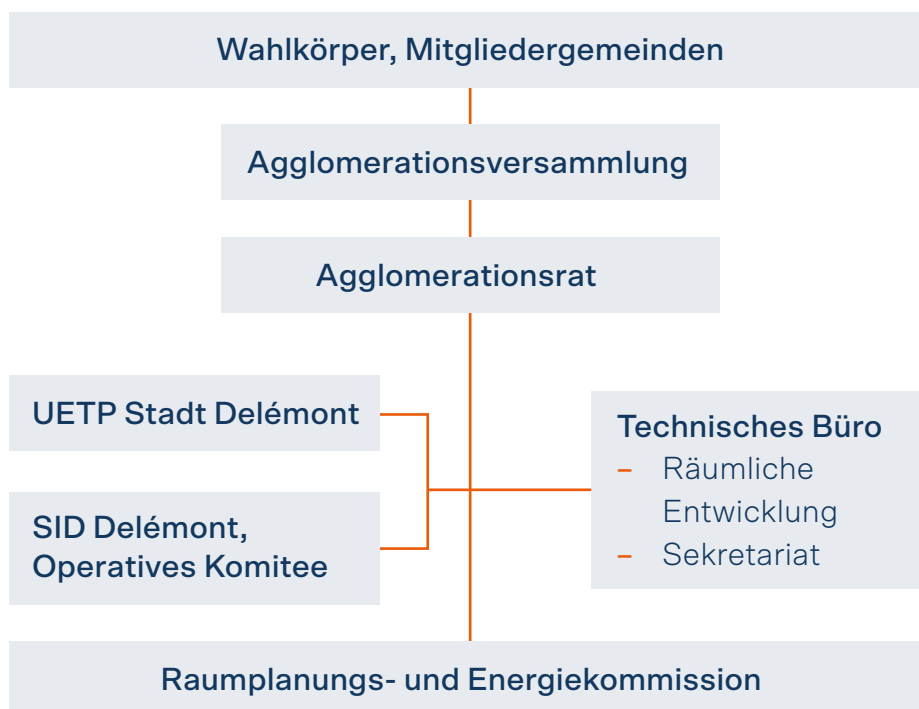 Wahlkörper, Mitgliedergemeinden
Agglomerationsversammlung
Agglomerationsrat
UETP Stadt Delémont
SID Delémont,
Operatives Komitee
Technisches Büro
– Räumliche
Entwicklung
– Sekretariat
Raumplanungs- und Energiekommission